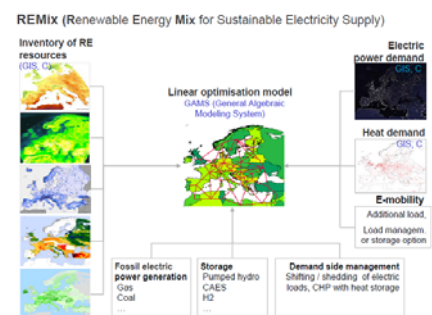 REMix (Renewable Energy Mix for Sustainable Electricity Supply)
Inventory of RE
resources
(GIS, C)
Linear optimisation model
GAMS (General Algebraic
Modeling System)
Electric
power demand
GIS, C
Heat demand
GIS, C
E-mobility
Additional load,
Load managem.
or storage option
Fossil electric
power generation
Gas
Coal
...
Storage
Pumped hydro
CAES
H2
...
Demand side management
Shifting / shedding of electric
loads, CHP with heat storage